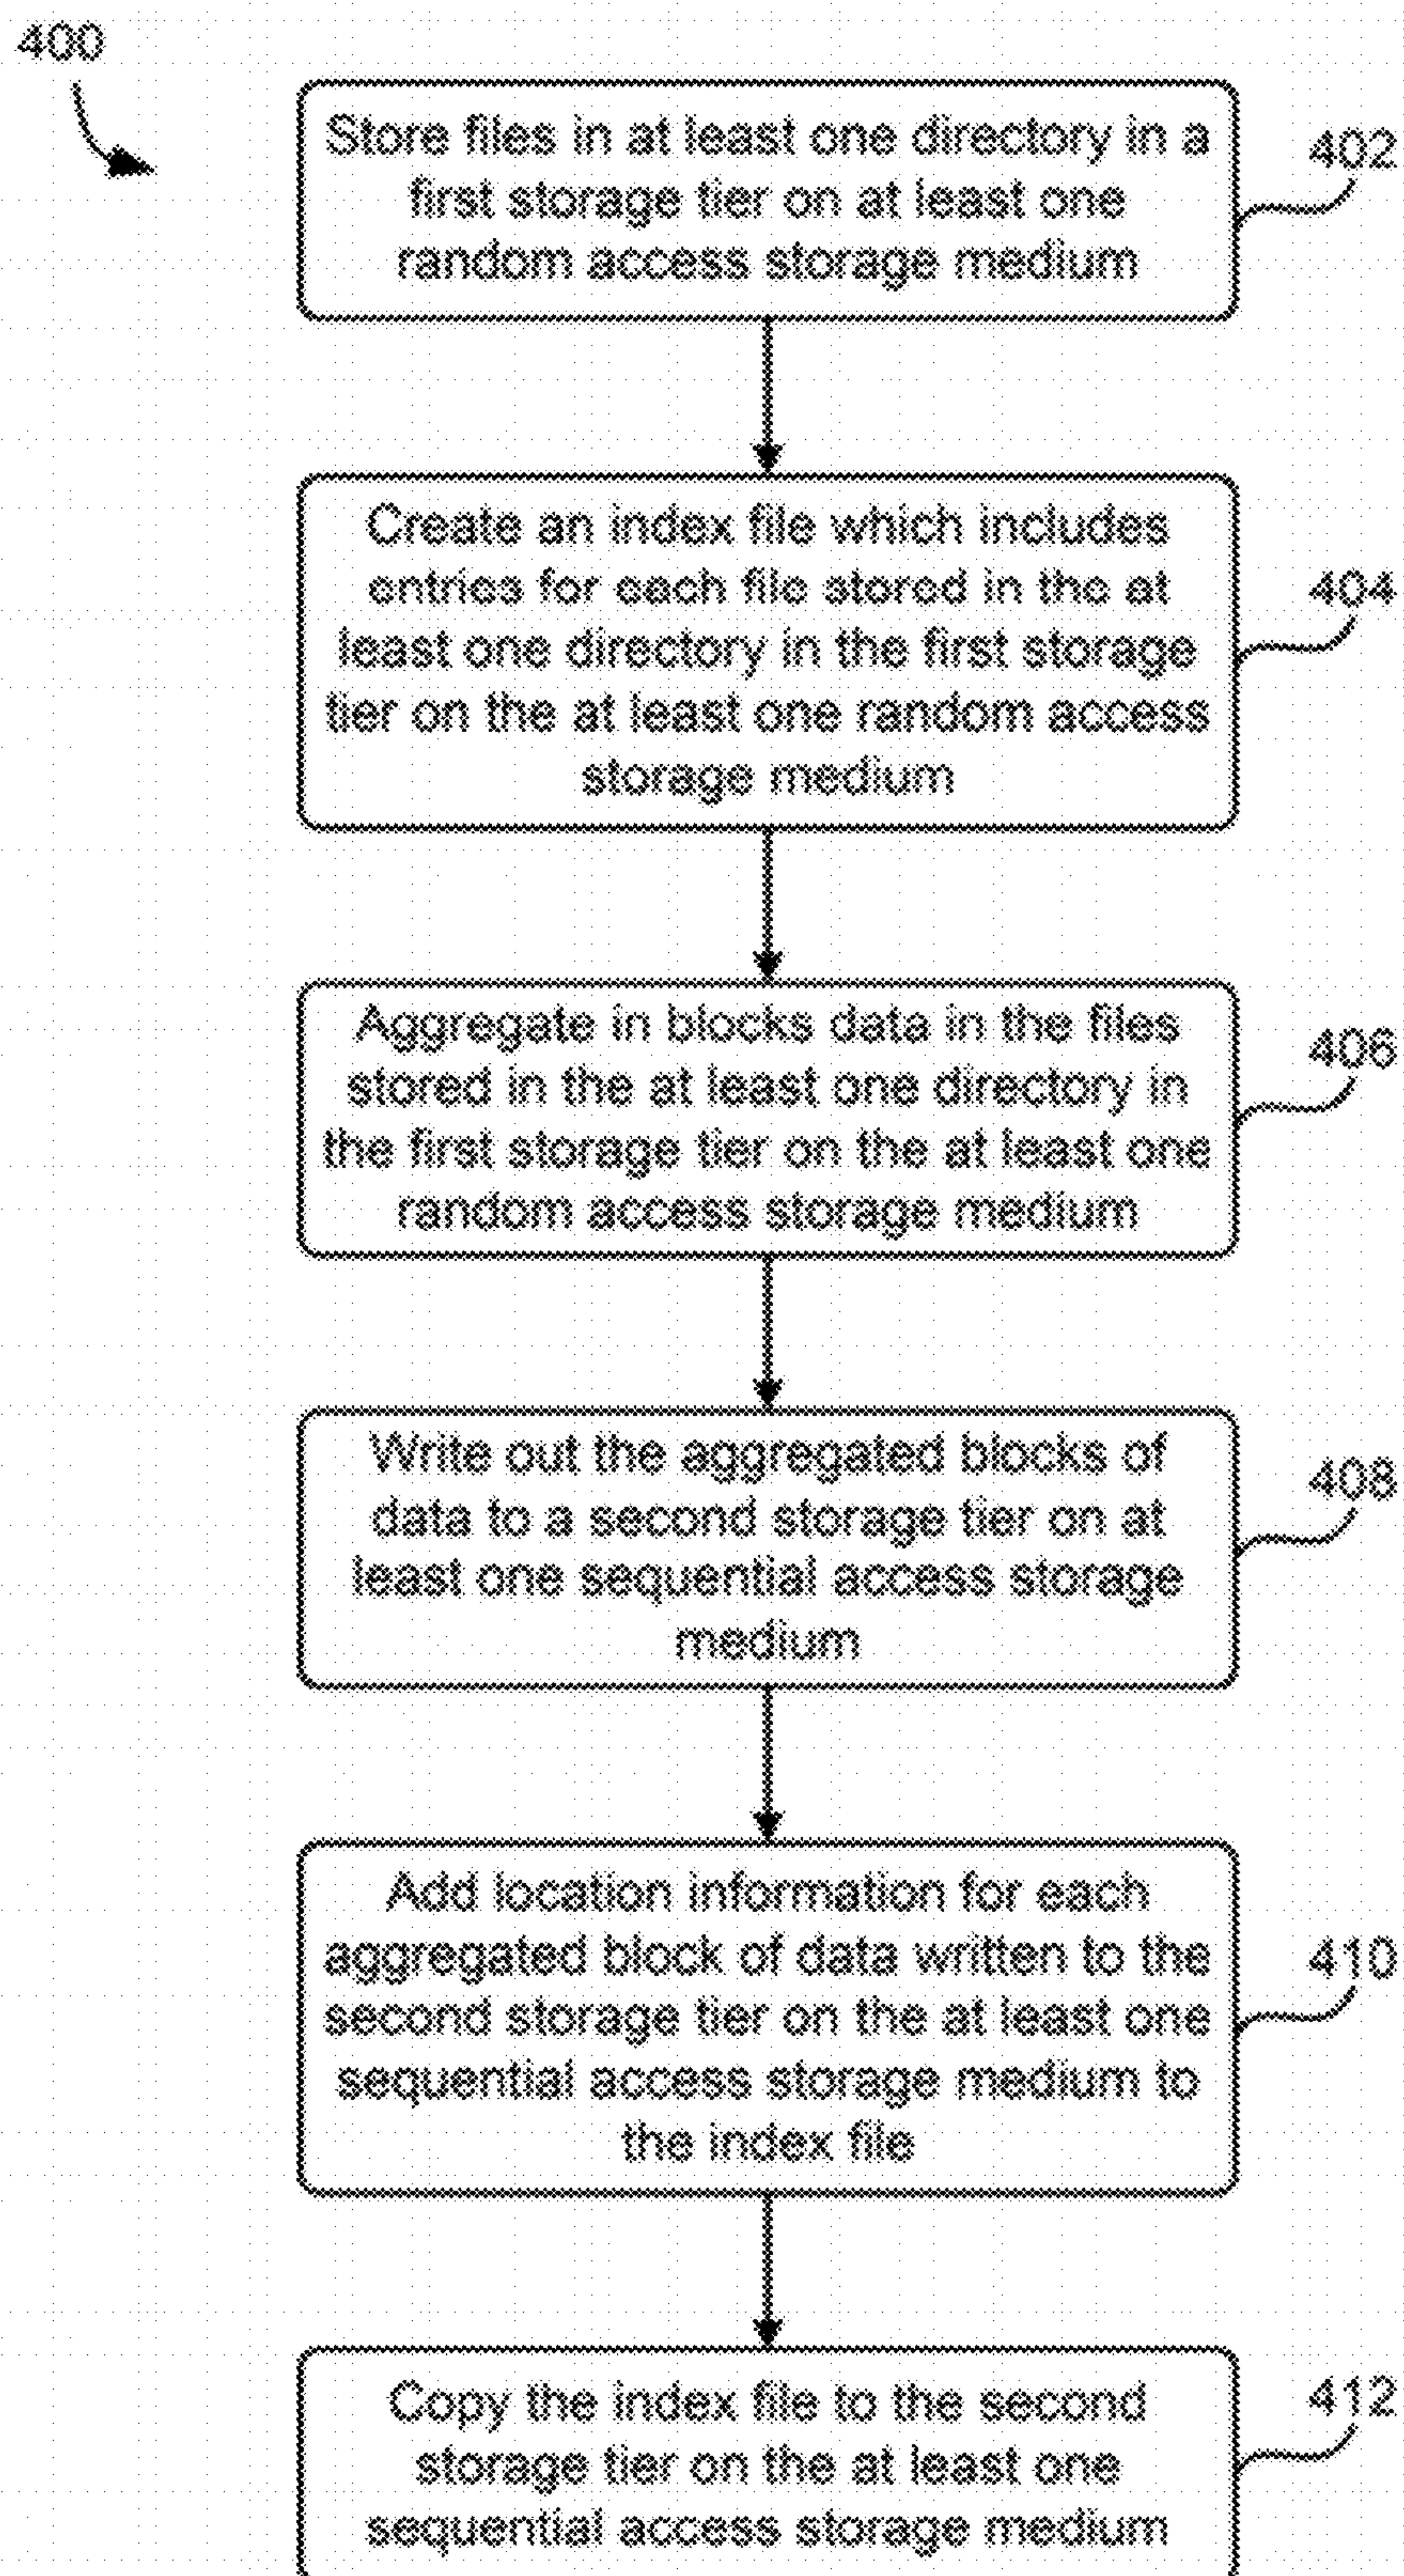 400
Store files in at least one directory in a
first storage tier on at least one
random access storage medium
402
Create an index file which includes
entries for each file stored in the at
least one directory in the first storage
tier on the at least one random access
storage medium
404
Aggregate in blocks data in the files
stored in the at least one directory in
the first storage tier on the at least one
random access storage medium
406
Write out the aggregated blocks of
data to a second storage tier on at
least one sequential access storage
medium
408
Add location information for each
aggregated block of data written to the
second storage tier on the at least one
sequential access storage medium to
the index file
410
Copy the index file to the second
storage tier on the at least one
sequential access storage medium
412